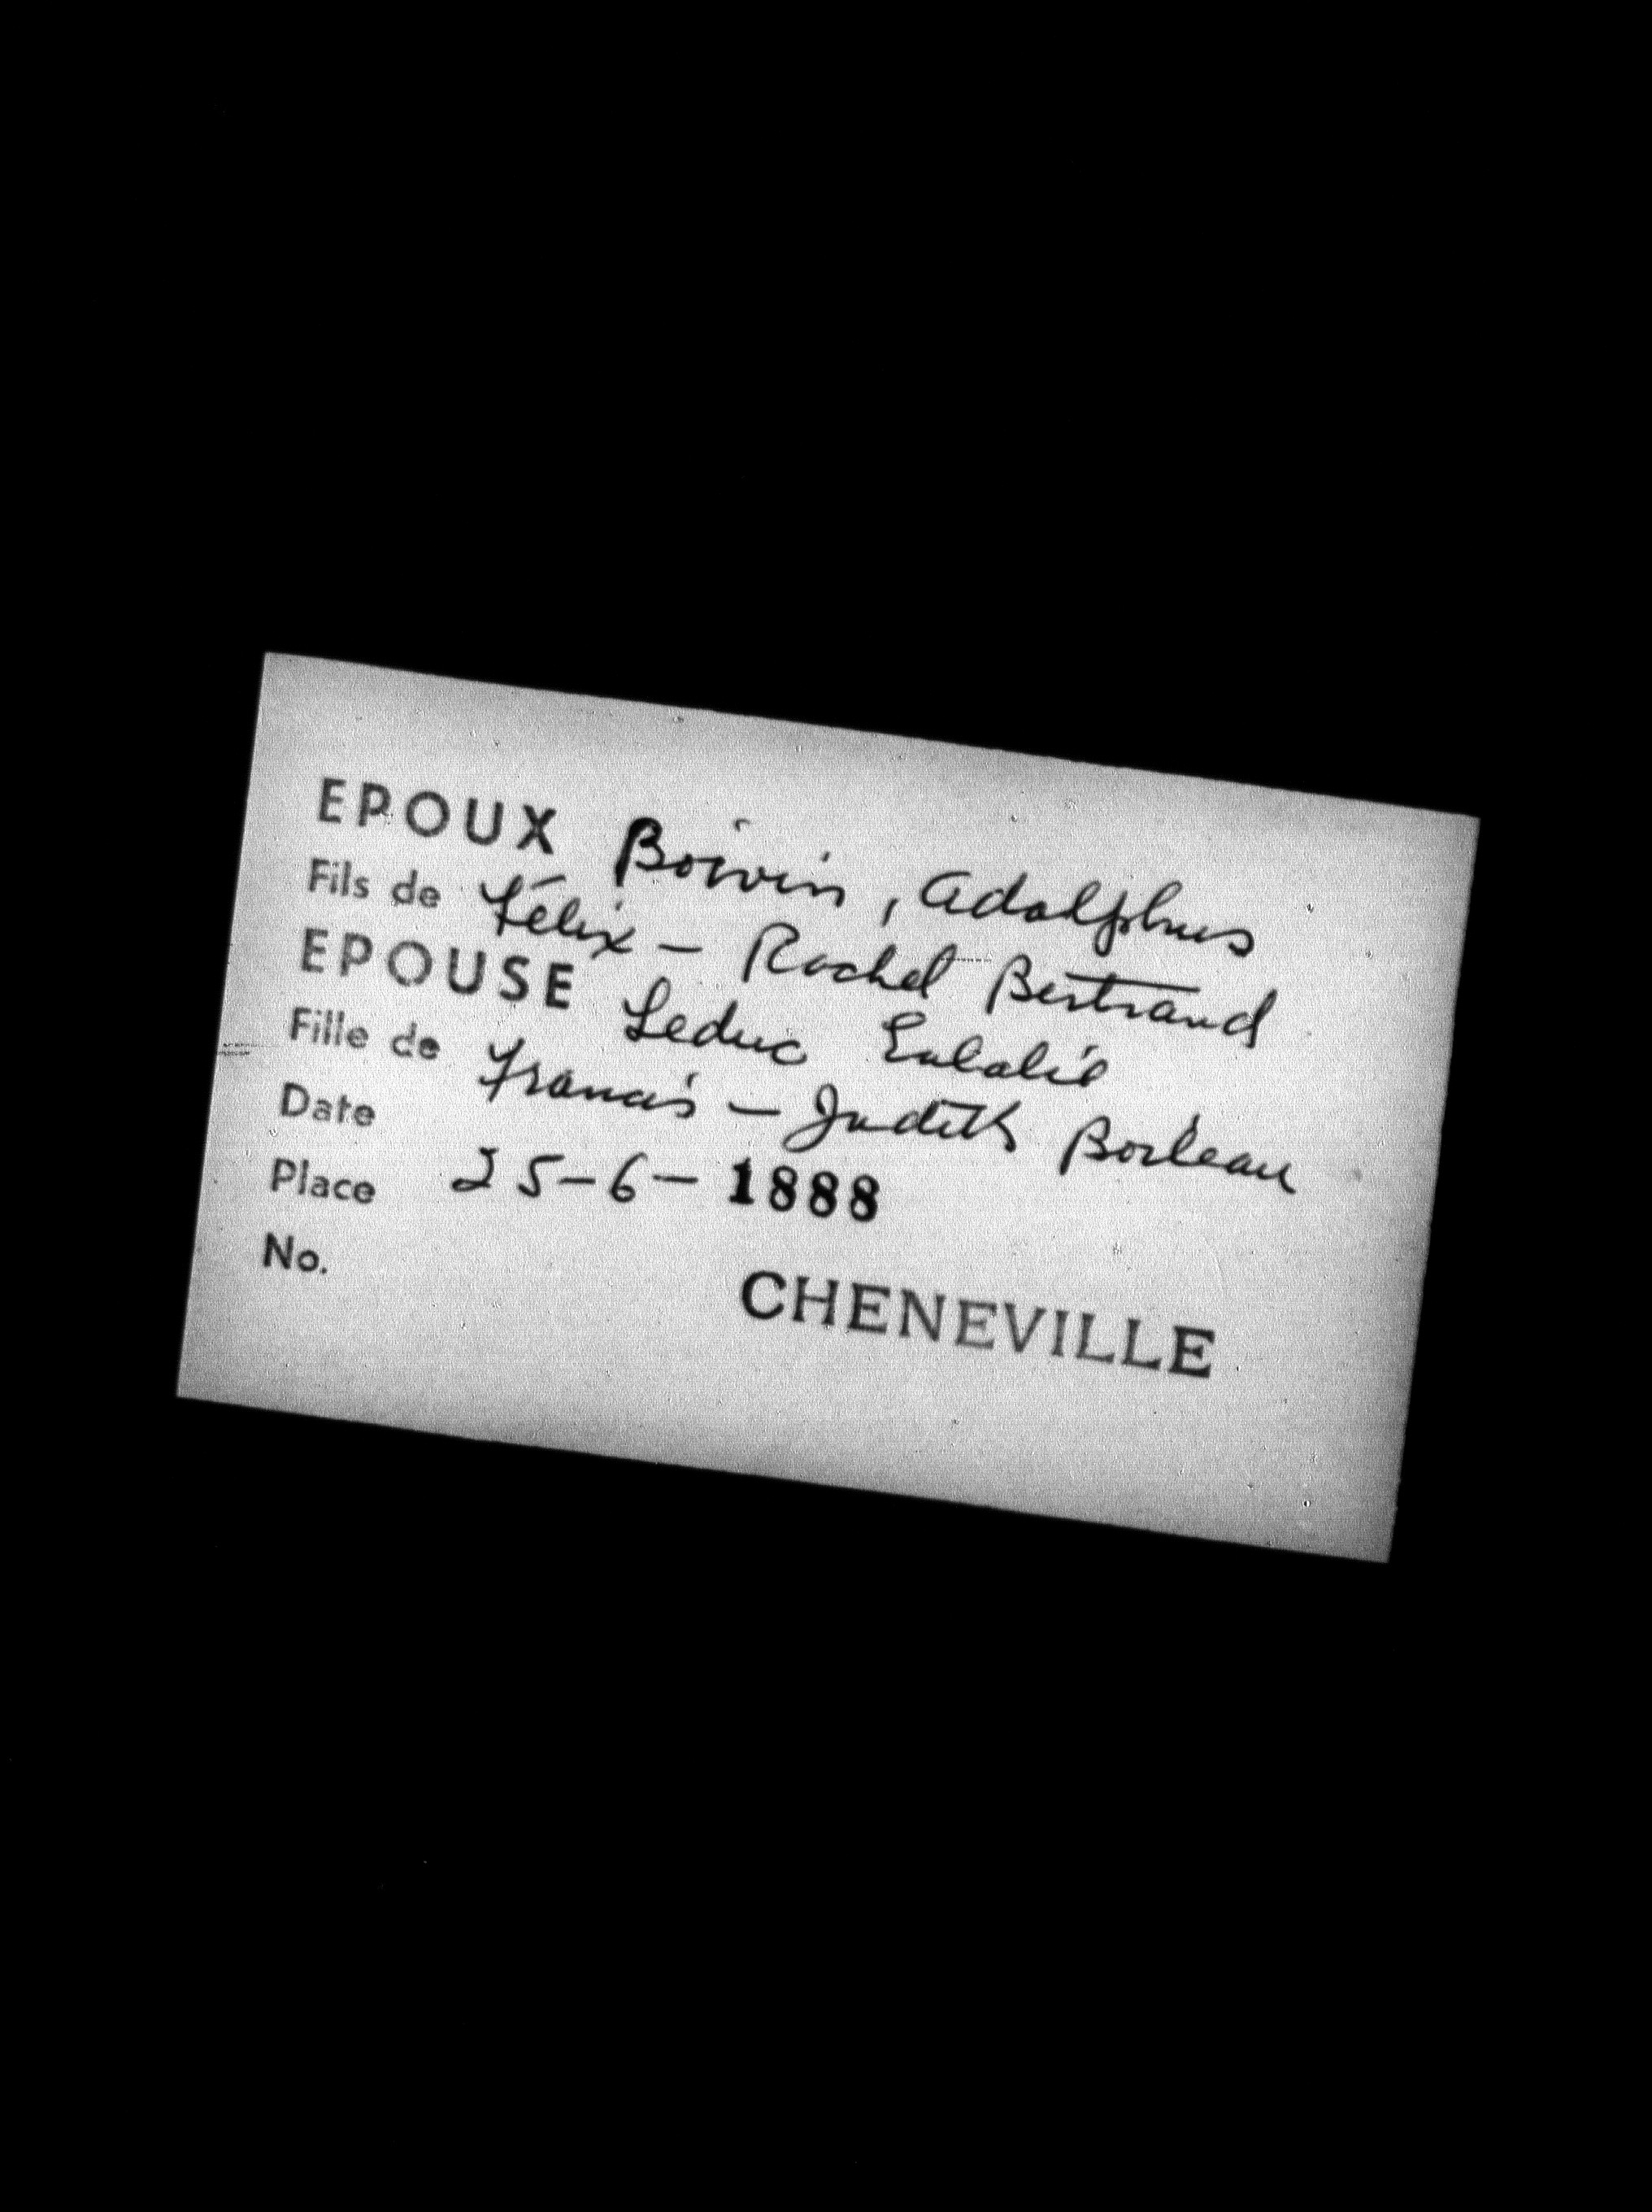 EPOUX Boivin, Adolphus
Fils de Félix - Rachel Bertrand
EPOUSE Leduc Eulalie
Fille de Francis - Judith Boileau
Date 25-6-1888
Place CHENEVILLE
No.